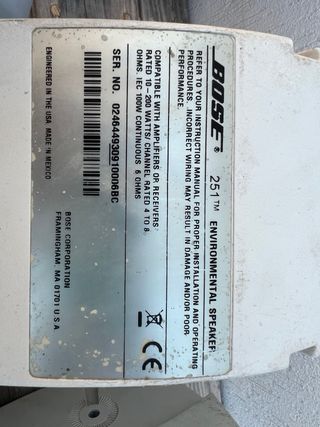 BOSE® 251™ ENVIRONMENTAL SPEAKER
REFER TO YOUR INSTRUCTION MANUAL FOR PROPER INSTALLATION AND OPERATING
PROCEDURES. INCORRECT WIRING MAY RESULT IN DAMAGE AND/OR POOR
PERFORMANCE.
COMPATIBLE WITH AMPLIFIERS OR RECEIVERS
RATED 10 - 200 WATTS/ CHANNEL RATED 4 TO 8
OHMS. IEC 100W CONTINUOUS 6 OHMS
CE
SER. NO. 024644930910006BC
BOSE CORPORATION
FRAMINGHAM, MA 01701 U S A
ENGINEERED IN THE USA MADE IN MEXICO